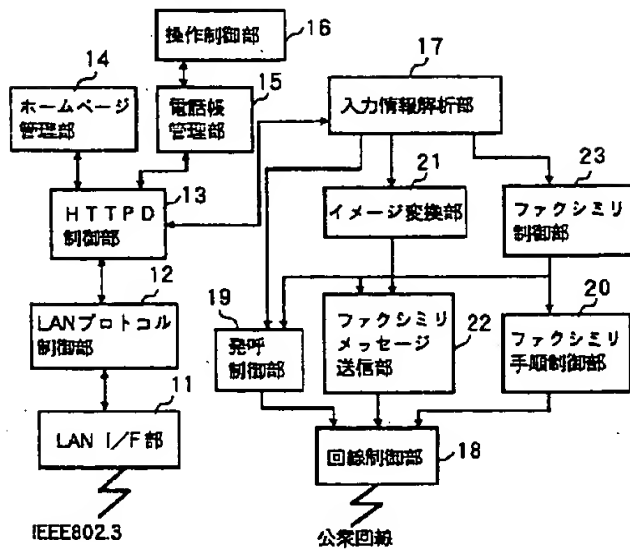 操作制御部
16
17
14
15
ホームページ
管理部
電話帳
管理部
入力情報解析部
13
21
23
HTTPD
制御部
イメージ変換部
ファクシミリ
制御部
12
19
20
LANプロトコル
制御部
発呼
制御部
ファクシミリ
メッセージ
送信部
22
ファクシミリ
手順制御部
11
LAN I/F部
回線制御部
18
IEEE802.3
公衆回線